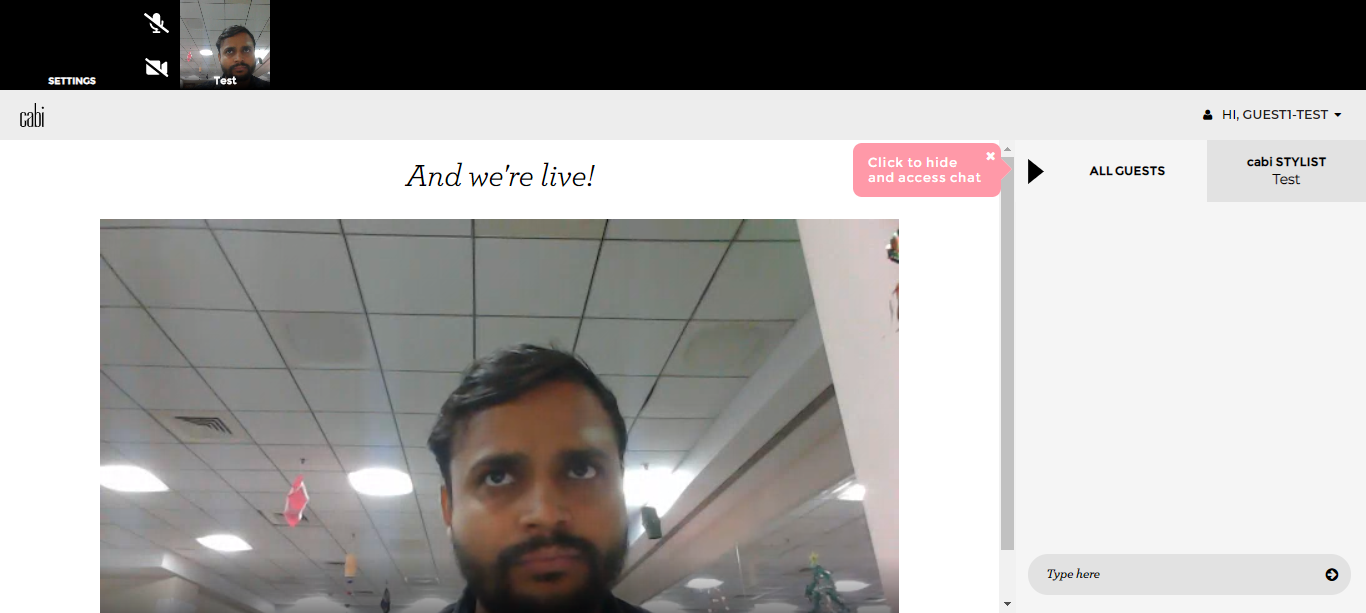 SETTINGS
Test
cabi
HI, GUEST1-TEST
And we're live!
Click to hide
and access chat
ALL GUESTS
cabi STYLIST
Test
Type here